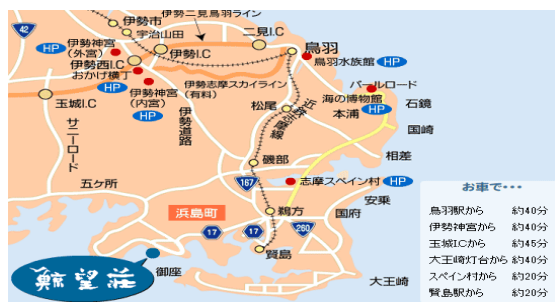 伊勢二見鳥羽ライン
伊勢市
42
宇治山田
二見I.C
鳥羽
HP
伊勢神宮
(外宮)
伊勢I.C
伊勢西I.C
おかげ横丁
HP
鳥羽水族館
HP
伊勢志摩スカイライン
(有料)
パールロード
玉城I.C
伊勢神宮
(内宮)
HP
海の博物館
HP
石鏡
本浦
松尾
近鉄志摩線
国崎
サニーロード
伊勢道路
相差
磯部
五ケ所
167
志摩スペイン村
HP
安乗
浜島町
鵜方
国府
17
17
260
賢島
御座
大王崎
鯨望荘
お車で・・・
鳥羽駅から 約40分
伊勢神宮から 約40分
玉城ICから 約45分
大王崎灯台から 約40分
スペイン村から 約20分
賢島駅から 約20分